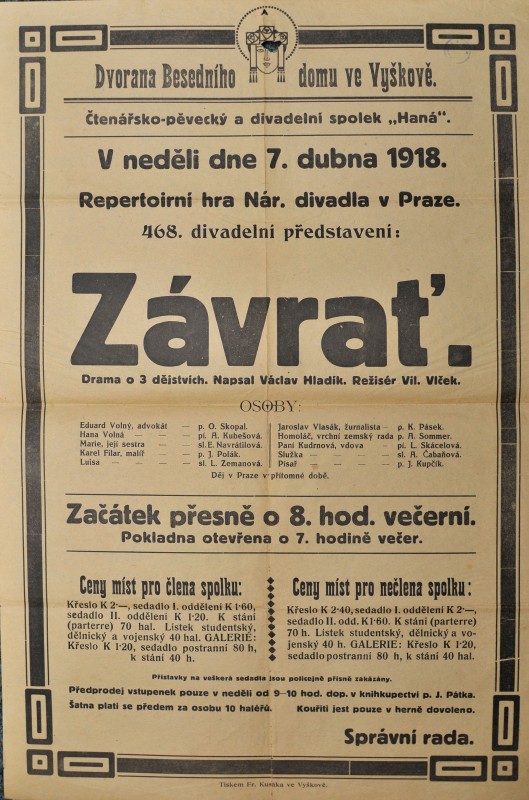 Dvorana Besedního domu ve Vyškově.
Čtenářsko-pěvecký a divadelní spolek „Haná“.
V neděli dne 7. dubna 1918.
Repertoirní hra Nár. divadla v Praze.
468. divadelní představení:
Závrať.
Drama o 3 dějstvích. Napsal Václav Hladík. Režisér Vil. Vlček.
OSOBY:
Eduard Volný, advokát — p. O. Skopal.
Hana Volná — — — pí. A. Kubešová.
Marie, její sestra — sl. E. Navrátilová.
Karel Filar, malíř — p. J. Polák.
Luisa — — — — sl. L. Zemanová.
Jaroslav Vlasák, žurnalista - p. K. Pásek.
Homoláč, vrchní zemský rada p. A. Sommer.
Paní Kudrnová, vdova — pí. L. Skácelová.
Služka — — — — sl. A. Čabaňová.
Písař — — — — p. J. Kupčík.
Děj v Praze v přítomné době.
Začátek přesně o 8. hod. večerní.
Pokladna otevřena o 7. hodině večer.
Ceny míst pro člena spolku:
Křeslo K 2·—, sedadlo I. oddělení K 1·60,
sedadlo II. oddělení K 1·20. K stání
(parterre) 70 hal. Lístek studentský,
dělnický a vojenský 40 hal. GALERIE:
Křeslo K 1·20, sedadlo postranní 80 h,
k stání 40 h.
Ceny míst pro nečlena spolku:
Křeslo K 2·40, sedadlo I. oddělení K 2·—,
sedadlo II. odd. K 1·60. K stání (parterre)
70 h. Lístek studentský, dělnický a vo-
jenský 40 h. GALERIE: Křeslo K 1·20,
sedadlo postranní 80 h, k stání 40 hal.
Přístavky na veškerá sedadla jsou policejně přísně zakázány.
Předprodej vstupenek pouze v neděli od 9–10 hod. dop. v knihkupectví p. J. Pátka.
Šatna platí se předem za osobu 10 haléřů. Kouřiti jest pouze v herně dovoleno.
Správní rada.
Tiskem Fr. Kováka ve Vyškově.